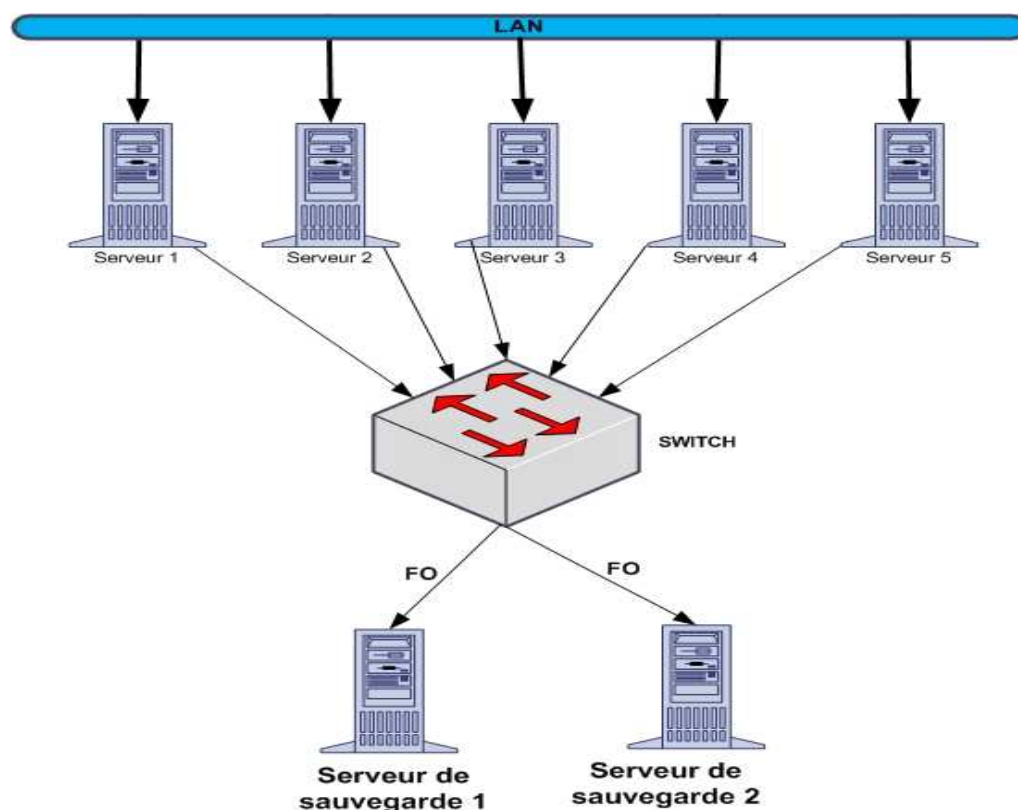 LAN
Serveur 1
Serveur 2
Serveur 3
Serveur 4
Serveur 5
SWITCH
FO
FO
Serveur de
sauvegarde 1
Serveur de
sauvegarde 2